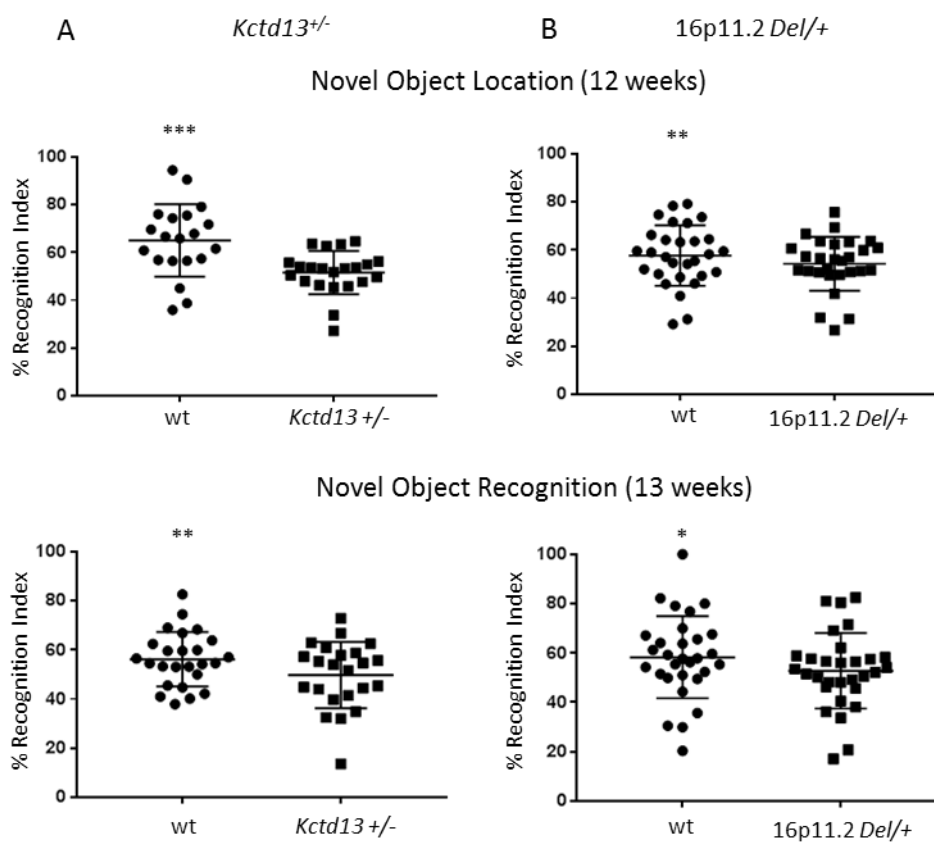 A Kctd13+/- B 16p11.2 Del/+
Novel Object Location (12 weeks)
*** **
% Recognition Index
100
80
60
40
20
0
wt Kctd13 +/-
% Recognition Index
100
80
60
40
20
0
wt 16p11.2 Del/+
Novel Object Recognition (13 weeks)
** *
% Recognition Index
100
80
60
40
20
0
wt Kctd13 +/-
% Recognition Index
100
80
60
40
20
0
wt 16p11.2 Del/+